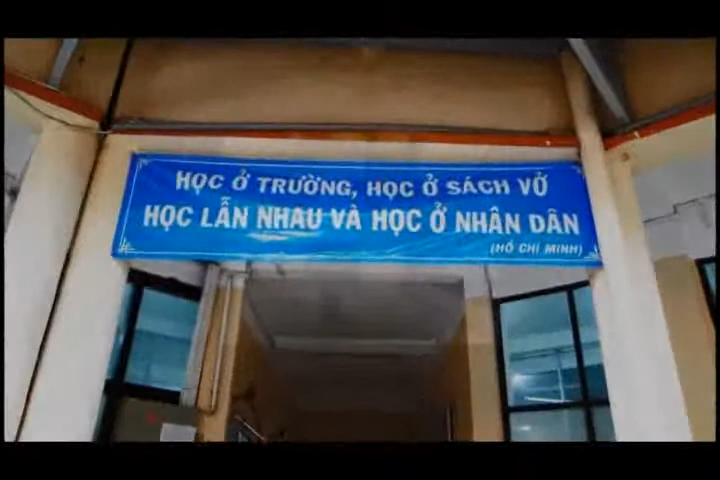 HỌC Ở TRƯỜNG, HỌC Ở SÁCH VỞ
HỌC LẪN NHAU VÀ HỌC Ở NHÂN DÂN
(HỒ CHÍ MINH)